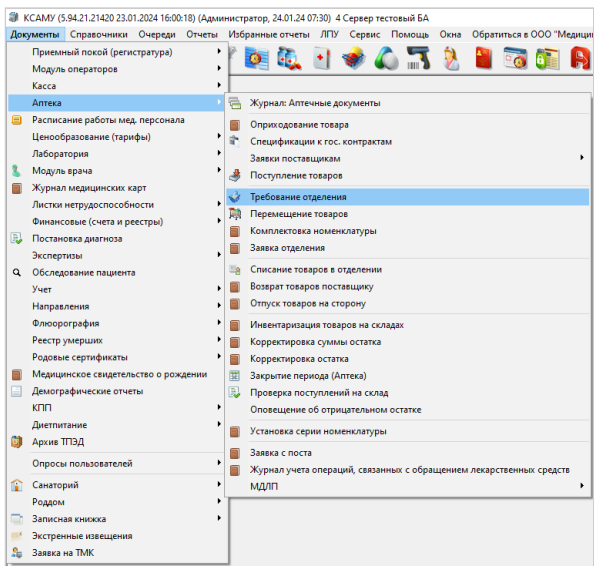 КСАМУ (5.94.21.21420 23.01.2024 16:00:18) (Администратор, 24.01.24 07:30) 4 Сервер тестовый БА
Документы Справочники Очереди Отчеты Избранные отчеты ЛПУ Сервис Помощь Окна Обратиться в ООО "Медици
Приемный покой (регистратура)
Модуль операторов
Касса
Аптека
Расписание работы мед. персонала
Ценообразование (тарифы)
Лаборатория
Модуль врача
Журнал медицинских карт
Листки нетрудоспособности
Финансовые (счета и реестры)
Постановка диагноза
Экспертизы
Обследование пациента
Учет
Направления
Флюорография
Реестр умерших
Родовые сертификаты
Медицинское свидетельство о рождении
Демографические отчеты
КПП
Диетпитание
Архив ТПЭД
Опросы пользователей
Санаторий
Роддом
Записная книжка
Экстренные извещения
Заявка на ТМК
Журнал: Аптечные документы
Оприходование товара
Спецификации к гос. контрактам
Заявки поставщикам
Поступление товаров
Требование отделения
Перемещение товаров
Комплектовка номенклатуры
Заявка отделения
Списание товаров в отделении
Возврат товаров поставщику
Отпуск товаров на сторону
Инвентаризация товаров на складах
Корректировка суммы остатка
Корректировка остатка
Закрытие периода (Аптека)
Проверка поступлений на склад
Оповещение об отрицательном остатке
Установка серии номенклатуры
Заявка с поста
Журнал учета операций, связанных с обращением лекарственных средств
МДЛП